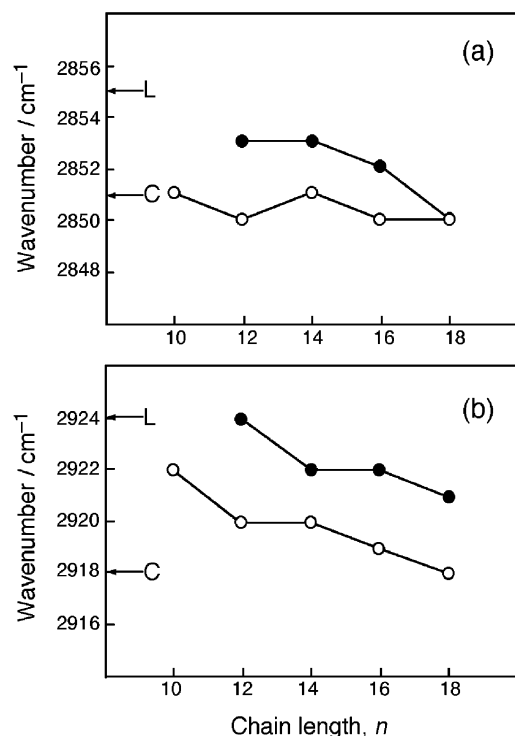 (a)
Wavenumber / cm⁻¹
2856
L
2854
2852
C
2850
2848
10 12 14 16 18
(b)
Wavenumber / cm⁻¹
2924
L
2922
2920
2918
C
2916
10 12 14 16 18
Chain length, n